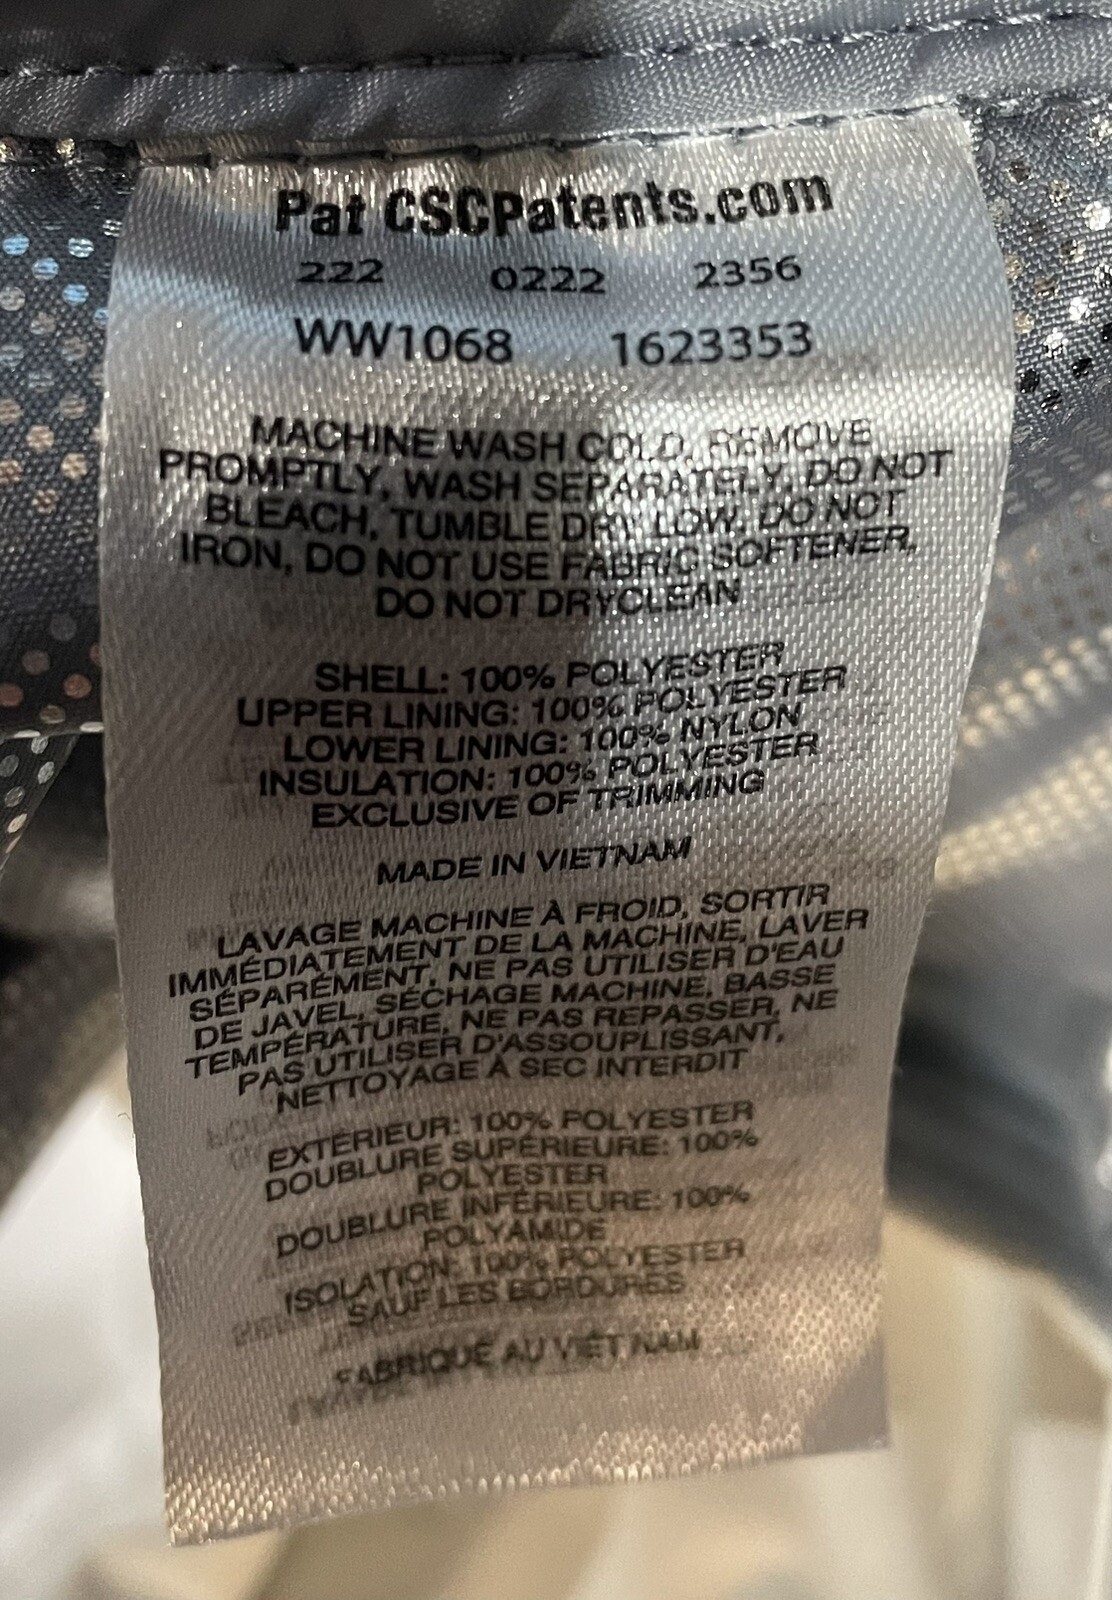 Pat CSCPatents.com
222 0222 2356
WW1068 1623353
MACHINE WASH COLD, REMOVE
PROMPTLY, WASH SEPARATELY, DO NOT
BLEACH, TUMBLE DRY LOW, DO NOT
IRON, DO NOT USE FABRIC SOFTENER,
DO NOT DRYCLEAN
SHELL: 100% POLYESTER
UPPER LINING: 100% POLYESTER
LOWER LINING: 100% NYLON
INSULATION: 100% POLYESTER
EXCLUSIVE OF TRIMMING
MADE IN VIETNAM
LAVAGE MACHINE À FROID, SORTIR
IMMÉDIATEMENT DE LA MACHINE, LAVER
SÉPARÉMENT, NE PAS UTILISER D'EAU
DE JAVEL, SÉCHAGE MACHINE, BASSE
TEMPÉRATURE, NE PAS REPASSER, NE
PAS UTILISER D'ASSOUPLISSANT,
NETTOYAGE À SEC INTERDIT
EXTÉRIEUR: 100% POLYESTER
DOUBLURE SUPÉRIEURE: 100%
POLYESTER
DOUBLURE INFÉRIEURE: 100%
POLYAMIDE
ISOLATION: 100% POLYESTER
SAUF LES BORDURES
FABRIQUÉ AU VIÊT NAM